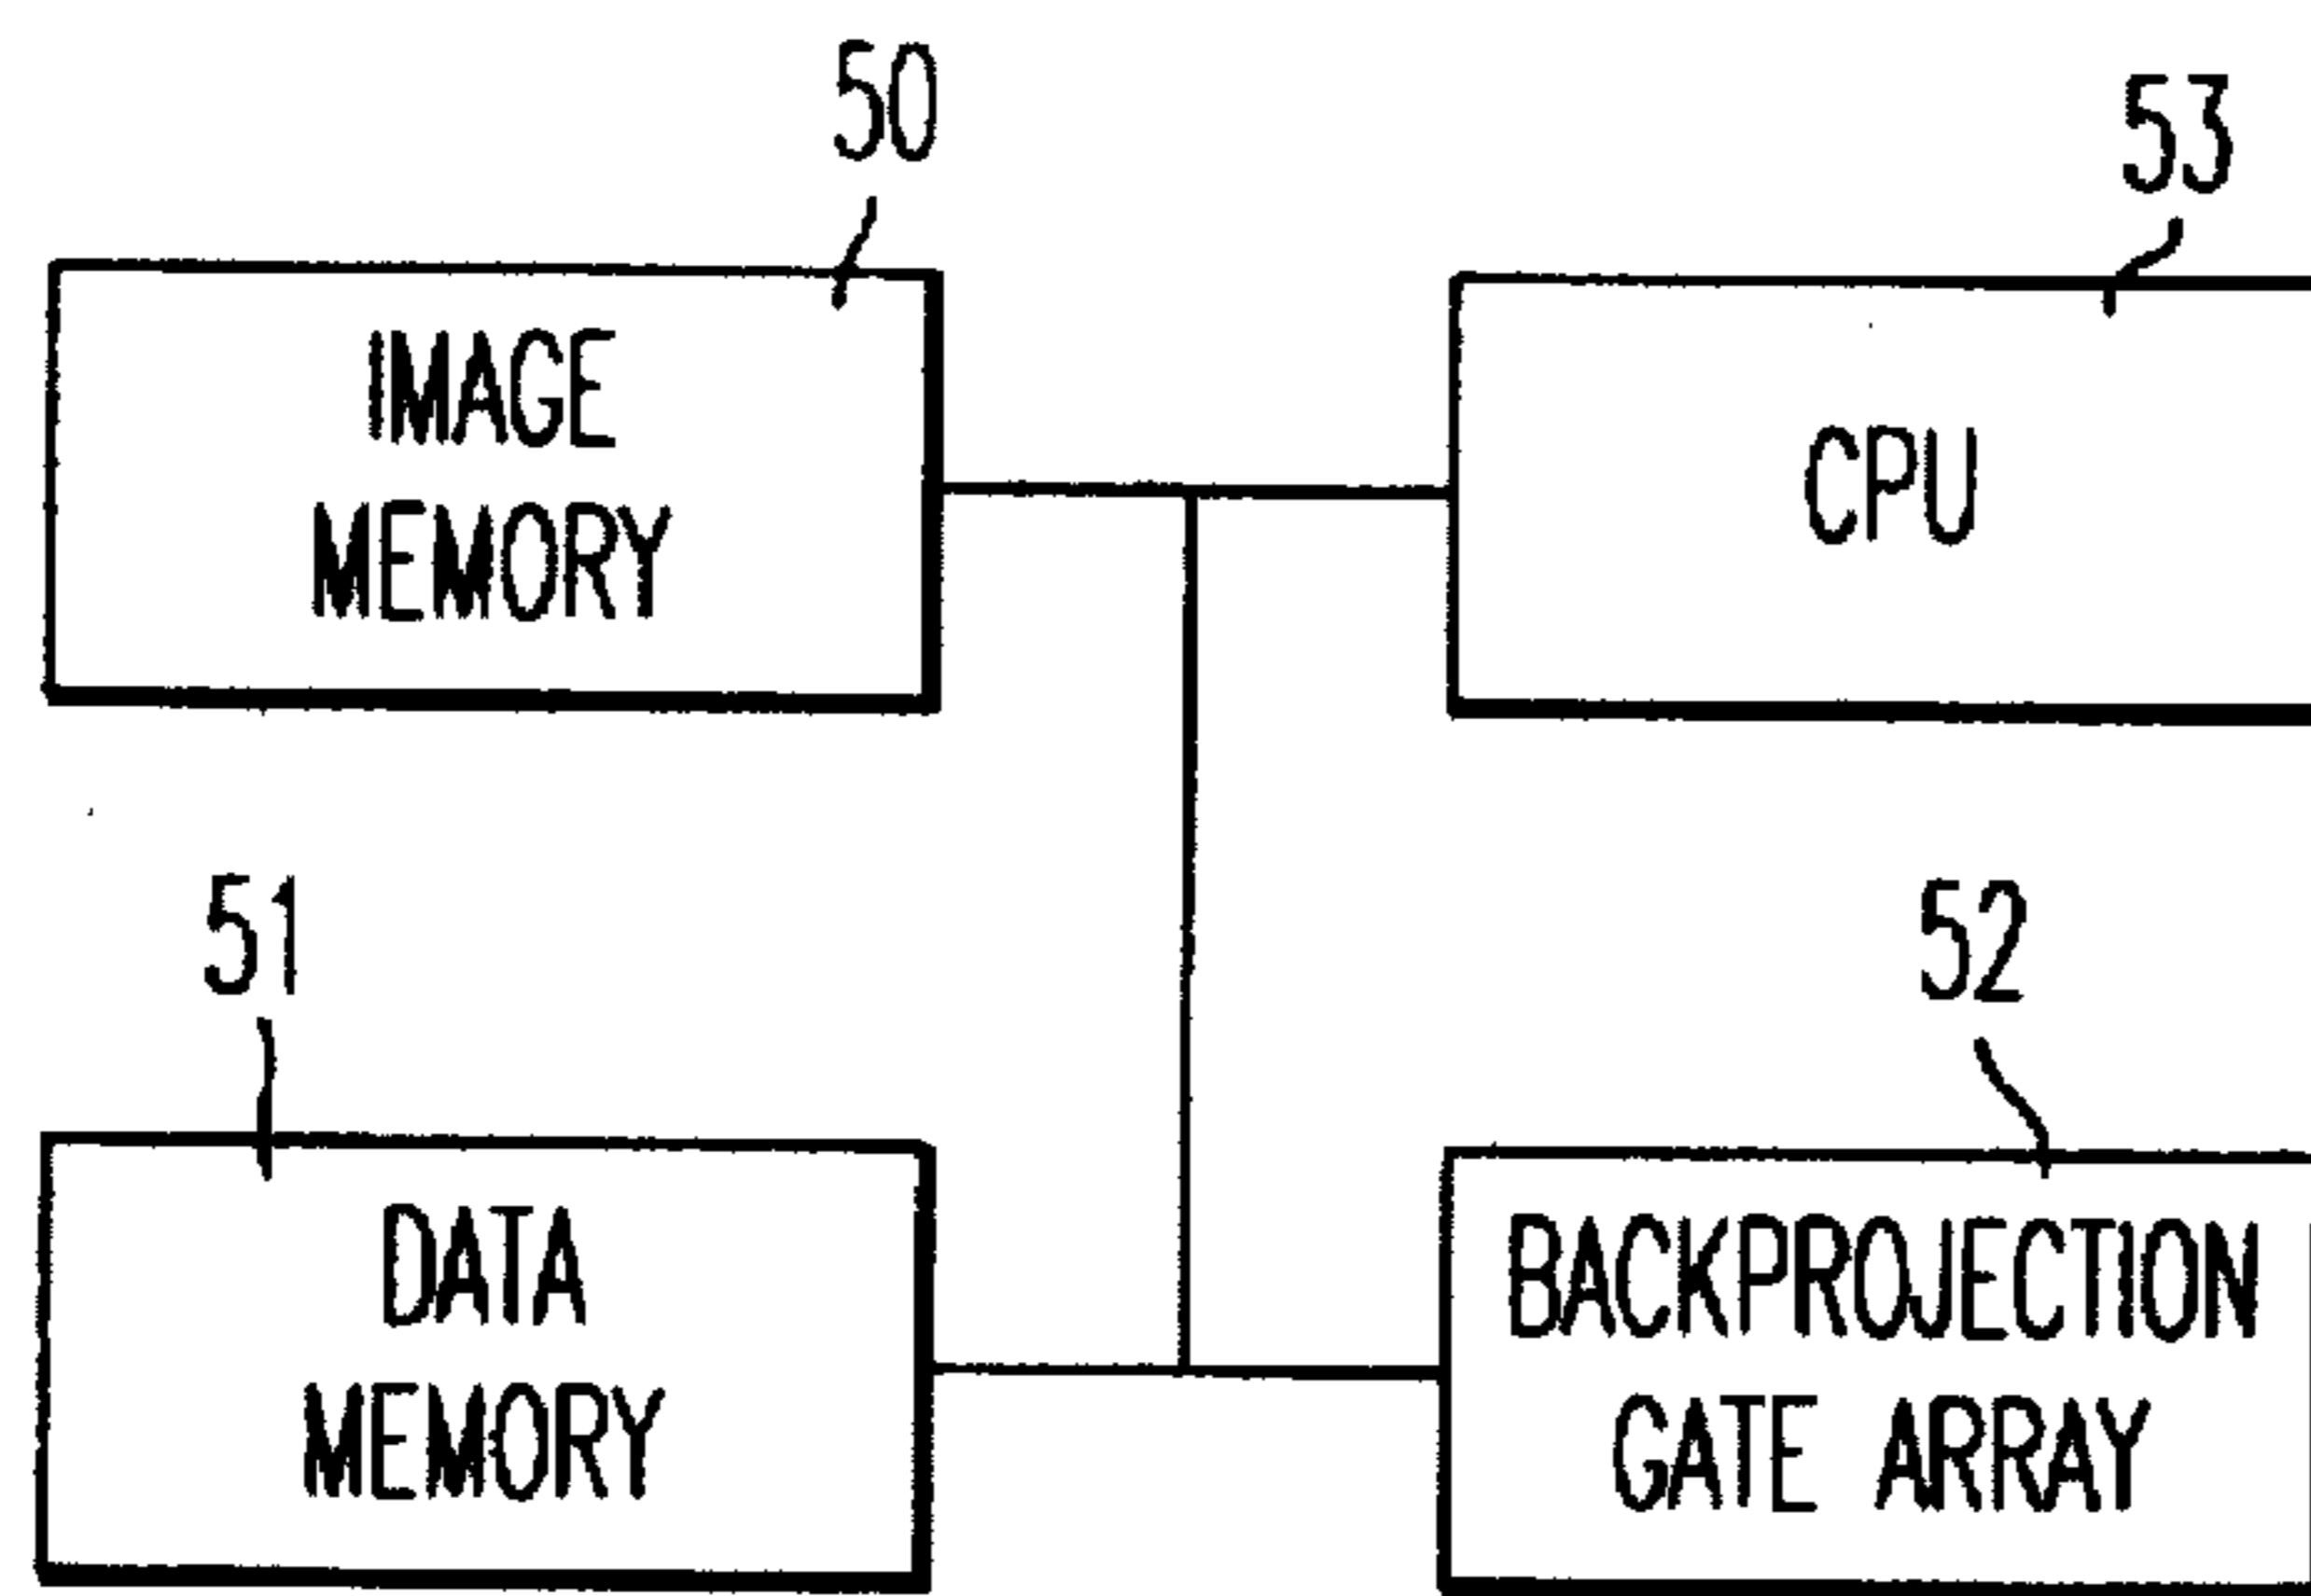 50
53
IMAGE
MEMORY
CPU
51
52
DATA
MEMORY
BACKPROJECTION
GATE ARRAY